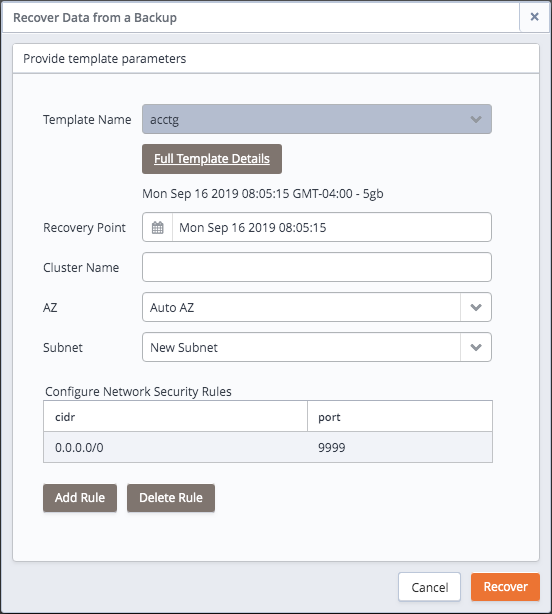 Recover Data from a Backup
Provide template parameters
Template Name acctg
Full Template Details
Mon Sep 16 2019 08:05:15 GMT-04:00 - 5gb
Recovery Point Mon Sep 16 2019 08:05:15
Cluster Name
AZ Auto AZ
Subnet New Subnet
Configure Network Security Rules
cidr port
0.0.0.0/0 9999
Add Rule Delete Rule
Cancel Recover